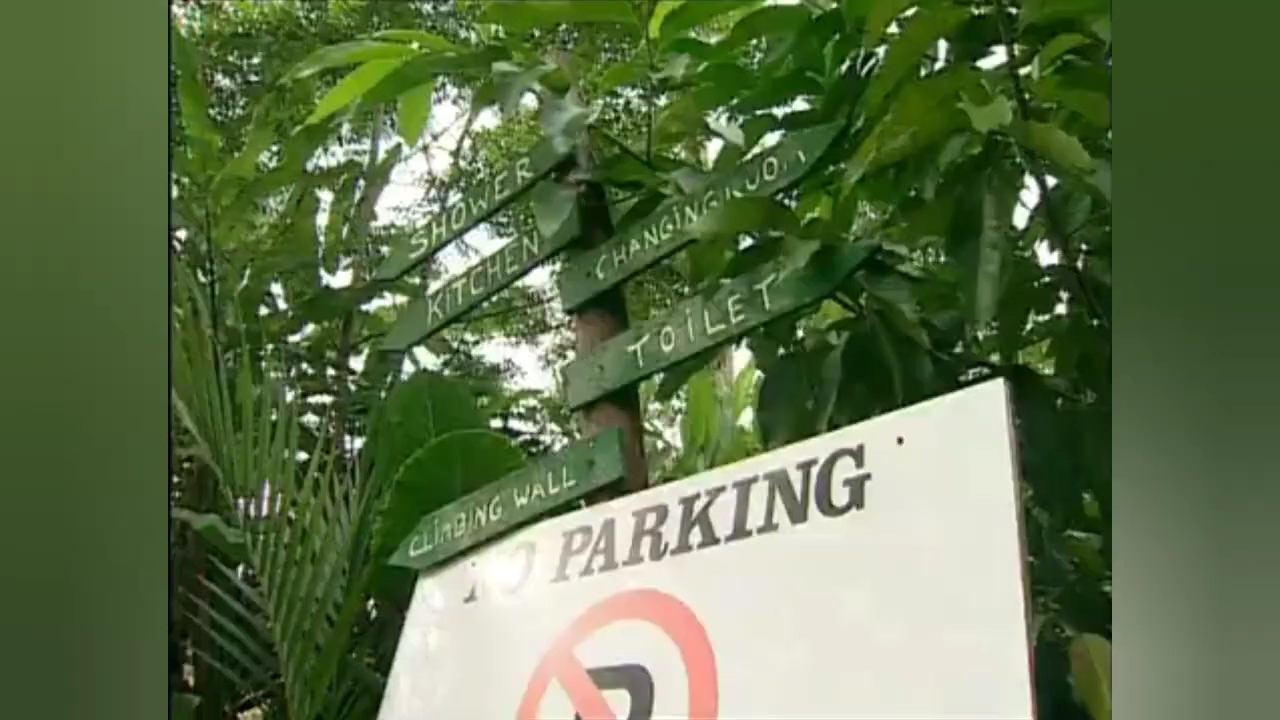 SHOWER
KITCHEN
CHANGING ROOM
TOILET
CLIMBING WALL
NO PARKING
P